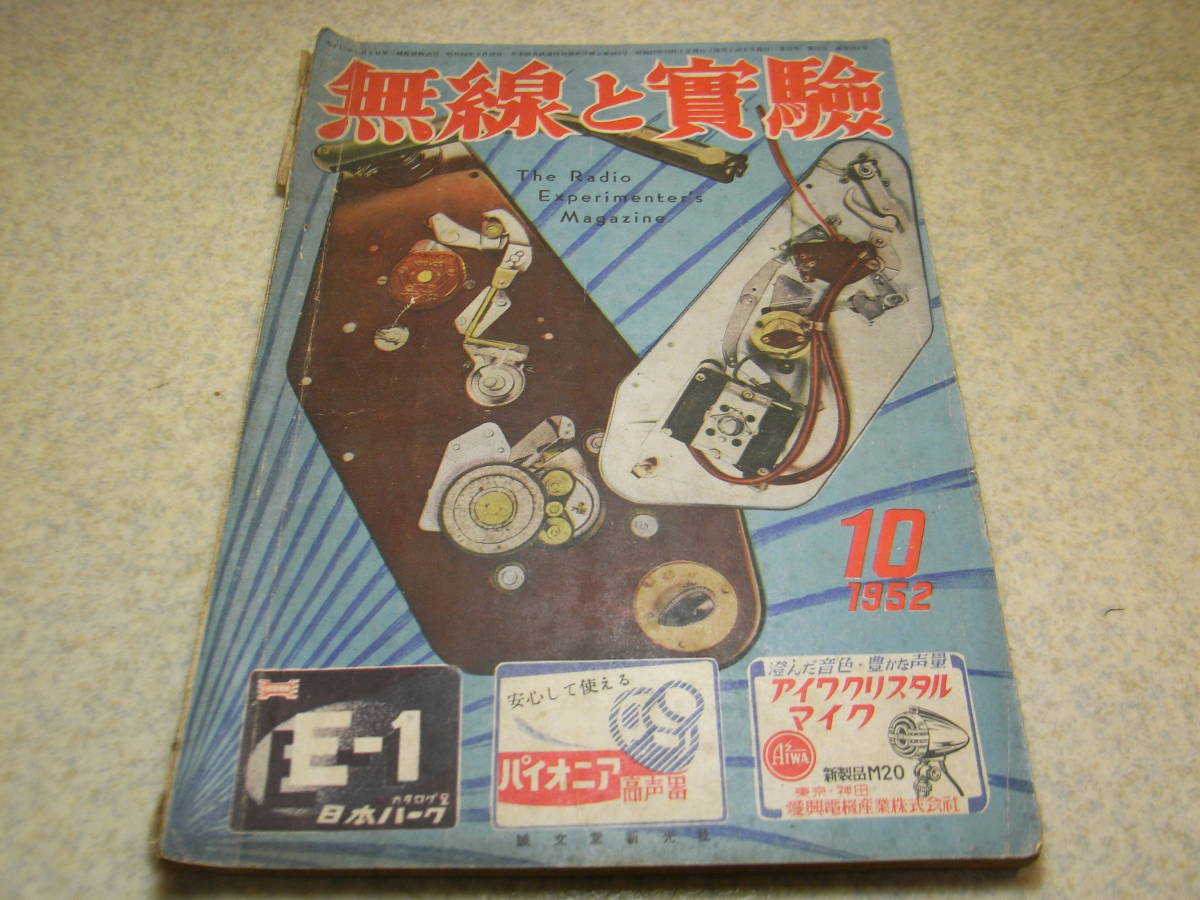 無線と實驗
The Radio
Experimenter's
Magazine
10
1952
E-1
カタログ呈
日本バーグ
安心して使える
パイオニア
高声器
澄んだ音色・豊かな声量
アイワクリスタル
マイク
AIWA
新製品M20
東京・神田
愛興電機産業株式会社
誠文堂新光社